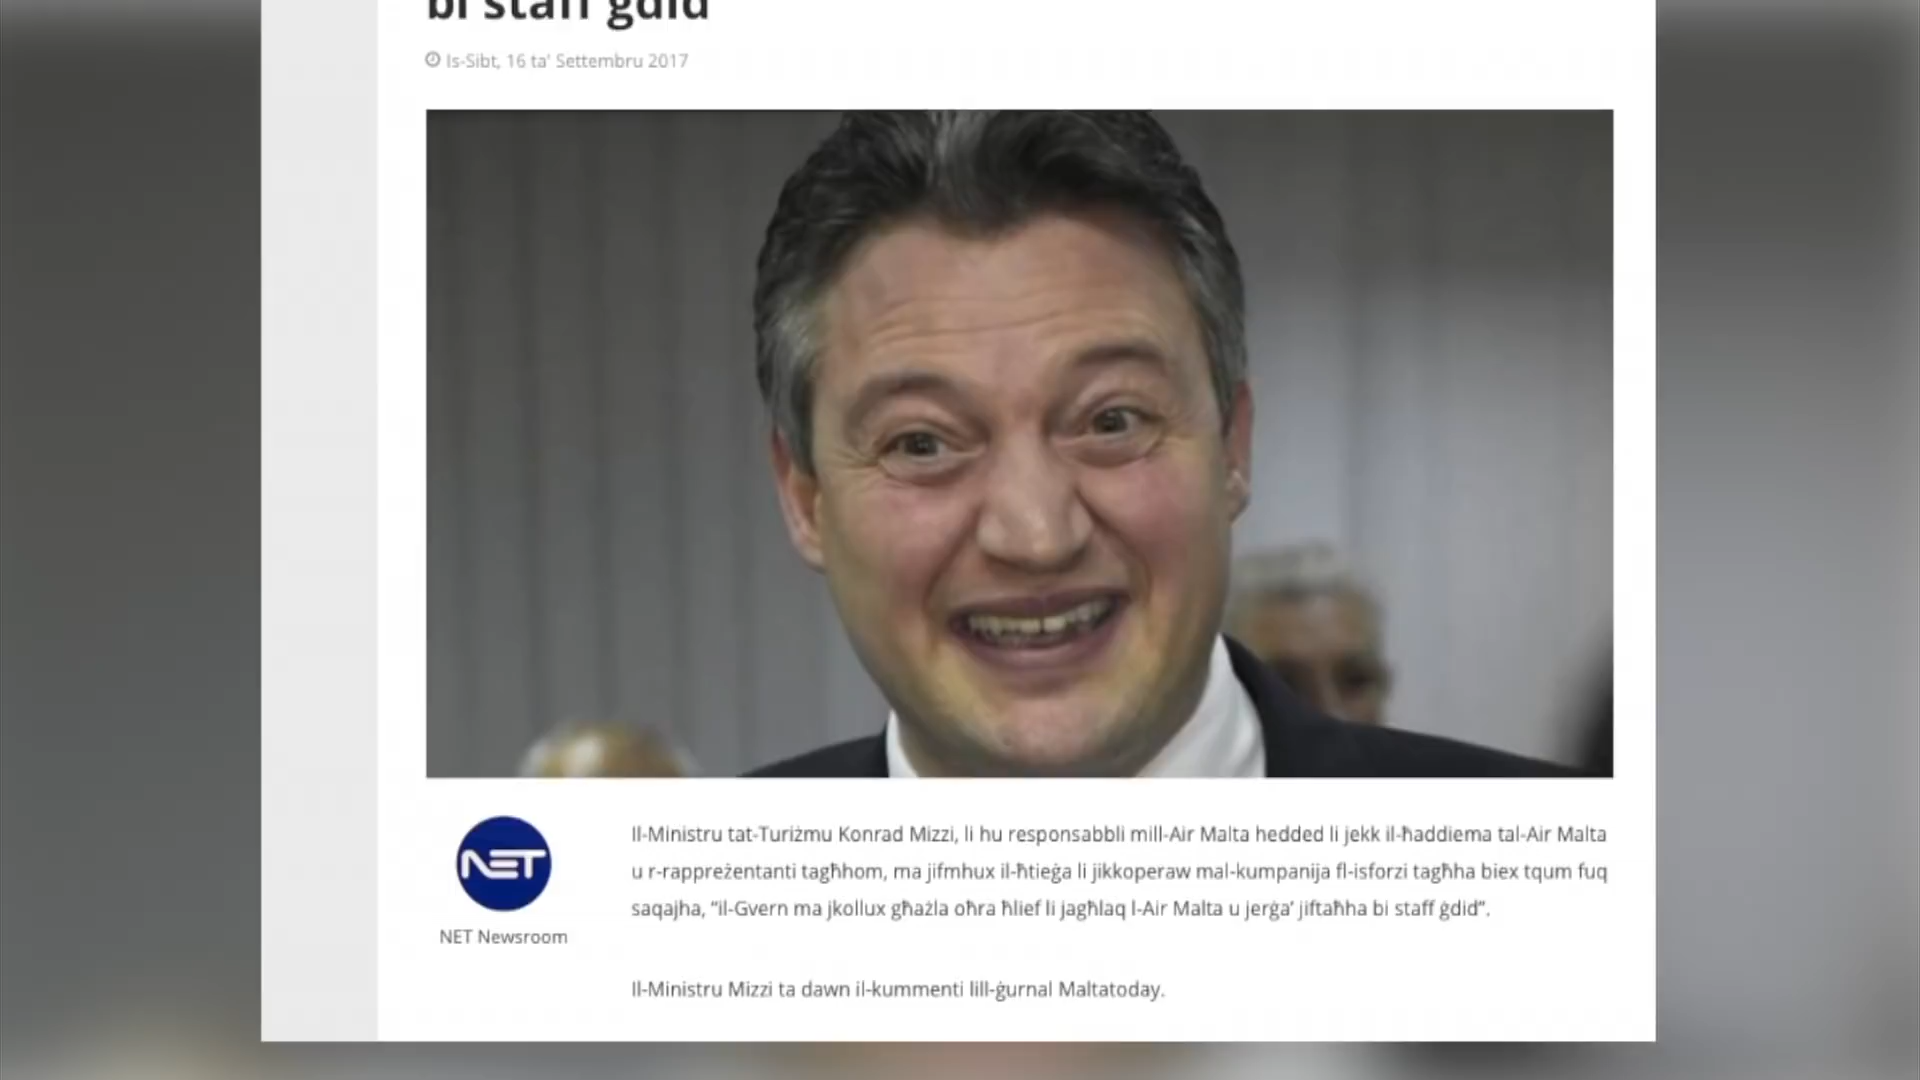 bi staff ġdid
Is-Sibt, 16 ta' Settembru 2017
NET
NET Newsroom
Il-Ministru tat-Turiżmu Konrad Mizzi, li hu responsabbli mill-Air Malta hedded li jekk il-ħaddiema tal-Air Malta
u r-rappreżentanti tagħhom, ma jifmhux il-ħtieġa li jikkoperaw mal-kumpanija fl-isforzi tagħha biex tqum fuq
saqajha, “il-Gvern ma jkollux għażla oħra ħlief li jagħlaq l-Air Malta u jerġa’ jiftaħha bi staff ġdid”.
Il-Ministru Mizzi ta dawn il-kummenti lill-ġurnal Maltatoday.